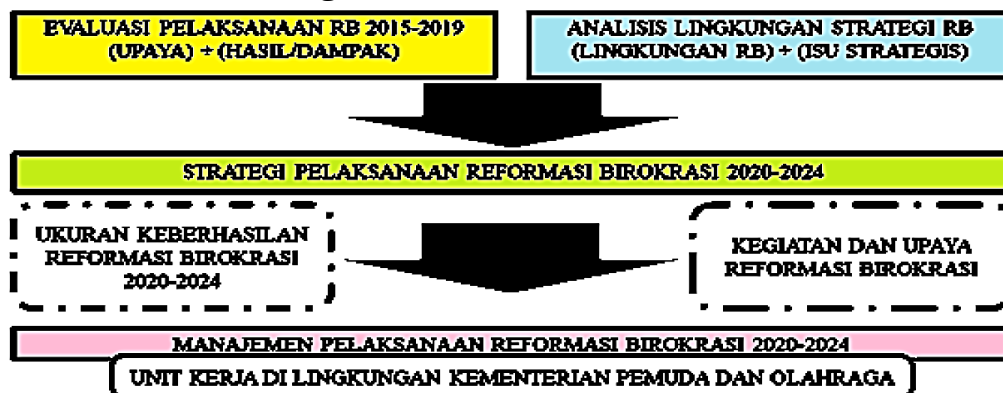 EVALUASI PELAKSANAAN RB 2015-2019
(UPAYA) + (HASIL/DAMPAK)
ANALISIS LINGKUNGAN STRATEGI RB
(LINGKUNGAN RB) + (ISU STRATEGIS)
STRATEGI PELAKSANAAN REFORMASI BIROKRASI 2020-2024
UKURAN KEBERHASILAN
REFORMASI BIROKRASI
2020-2024
KEGIATAN DAN UPAYA
REFORMASI BIROKRASI
MANAJEMEN PELAKSANAAN REFORMASI BIROKRASI 2020-2024
UNIT KERJA DI LINGKUNGAN KEMENTERIAN PEMUDA DAN OLAHRAGA